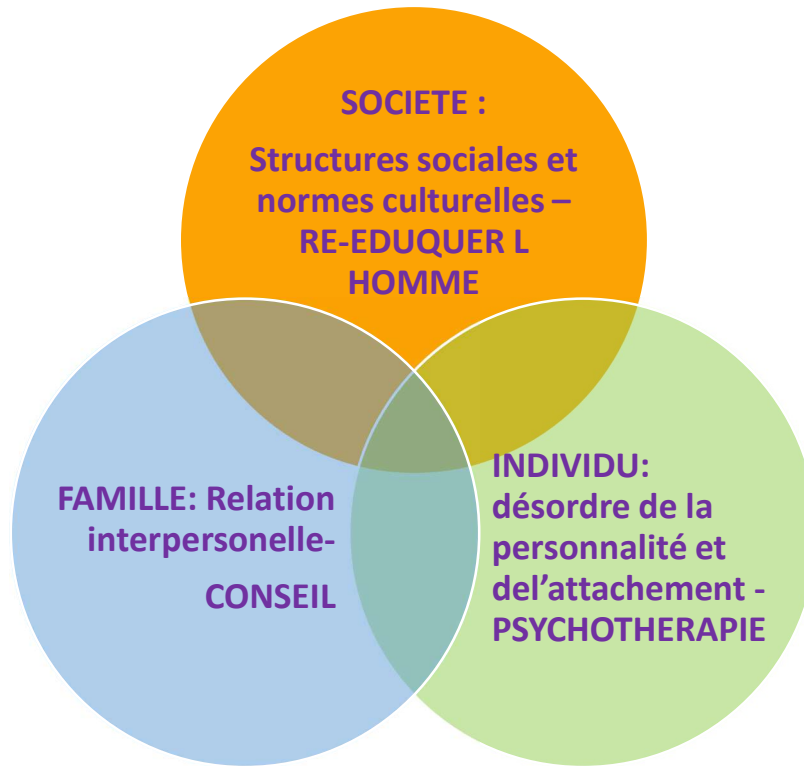 SOCIETE :
Structures sociales et
normes culturelles –
RE-EDUQUER L
HOMME
FAMILLE: Relation
interpersonelle-
CONSEIL
INDIVIDU:
désordre de la
personnalité et
del’attachement -
PSYCHOTHERAPIE